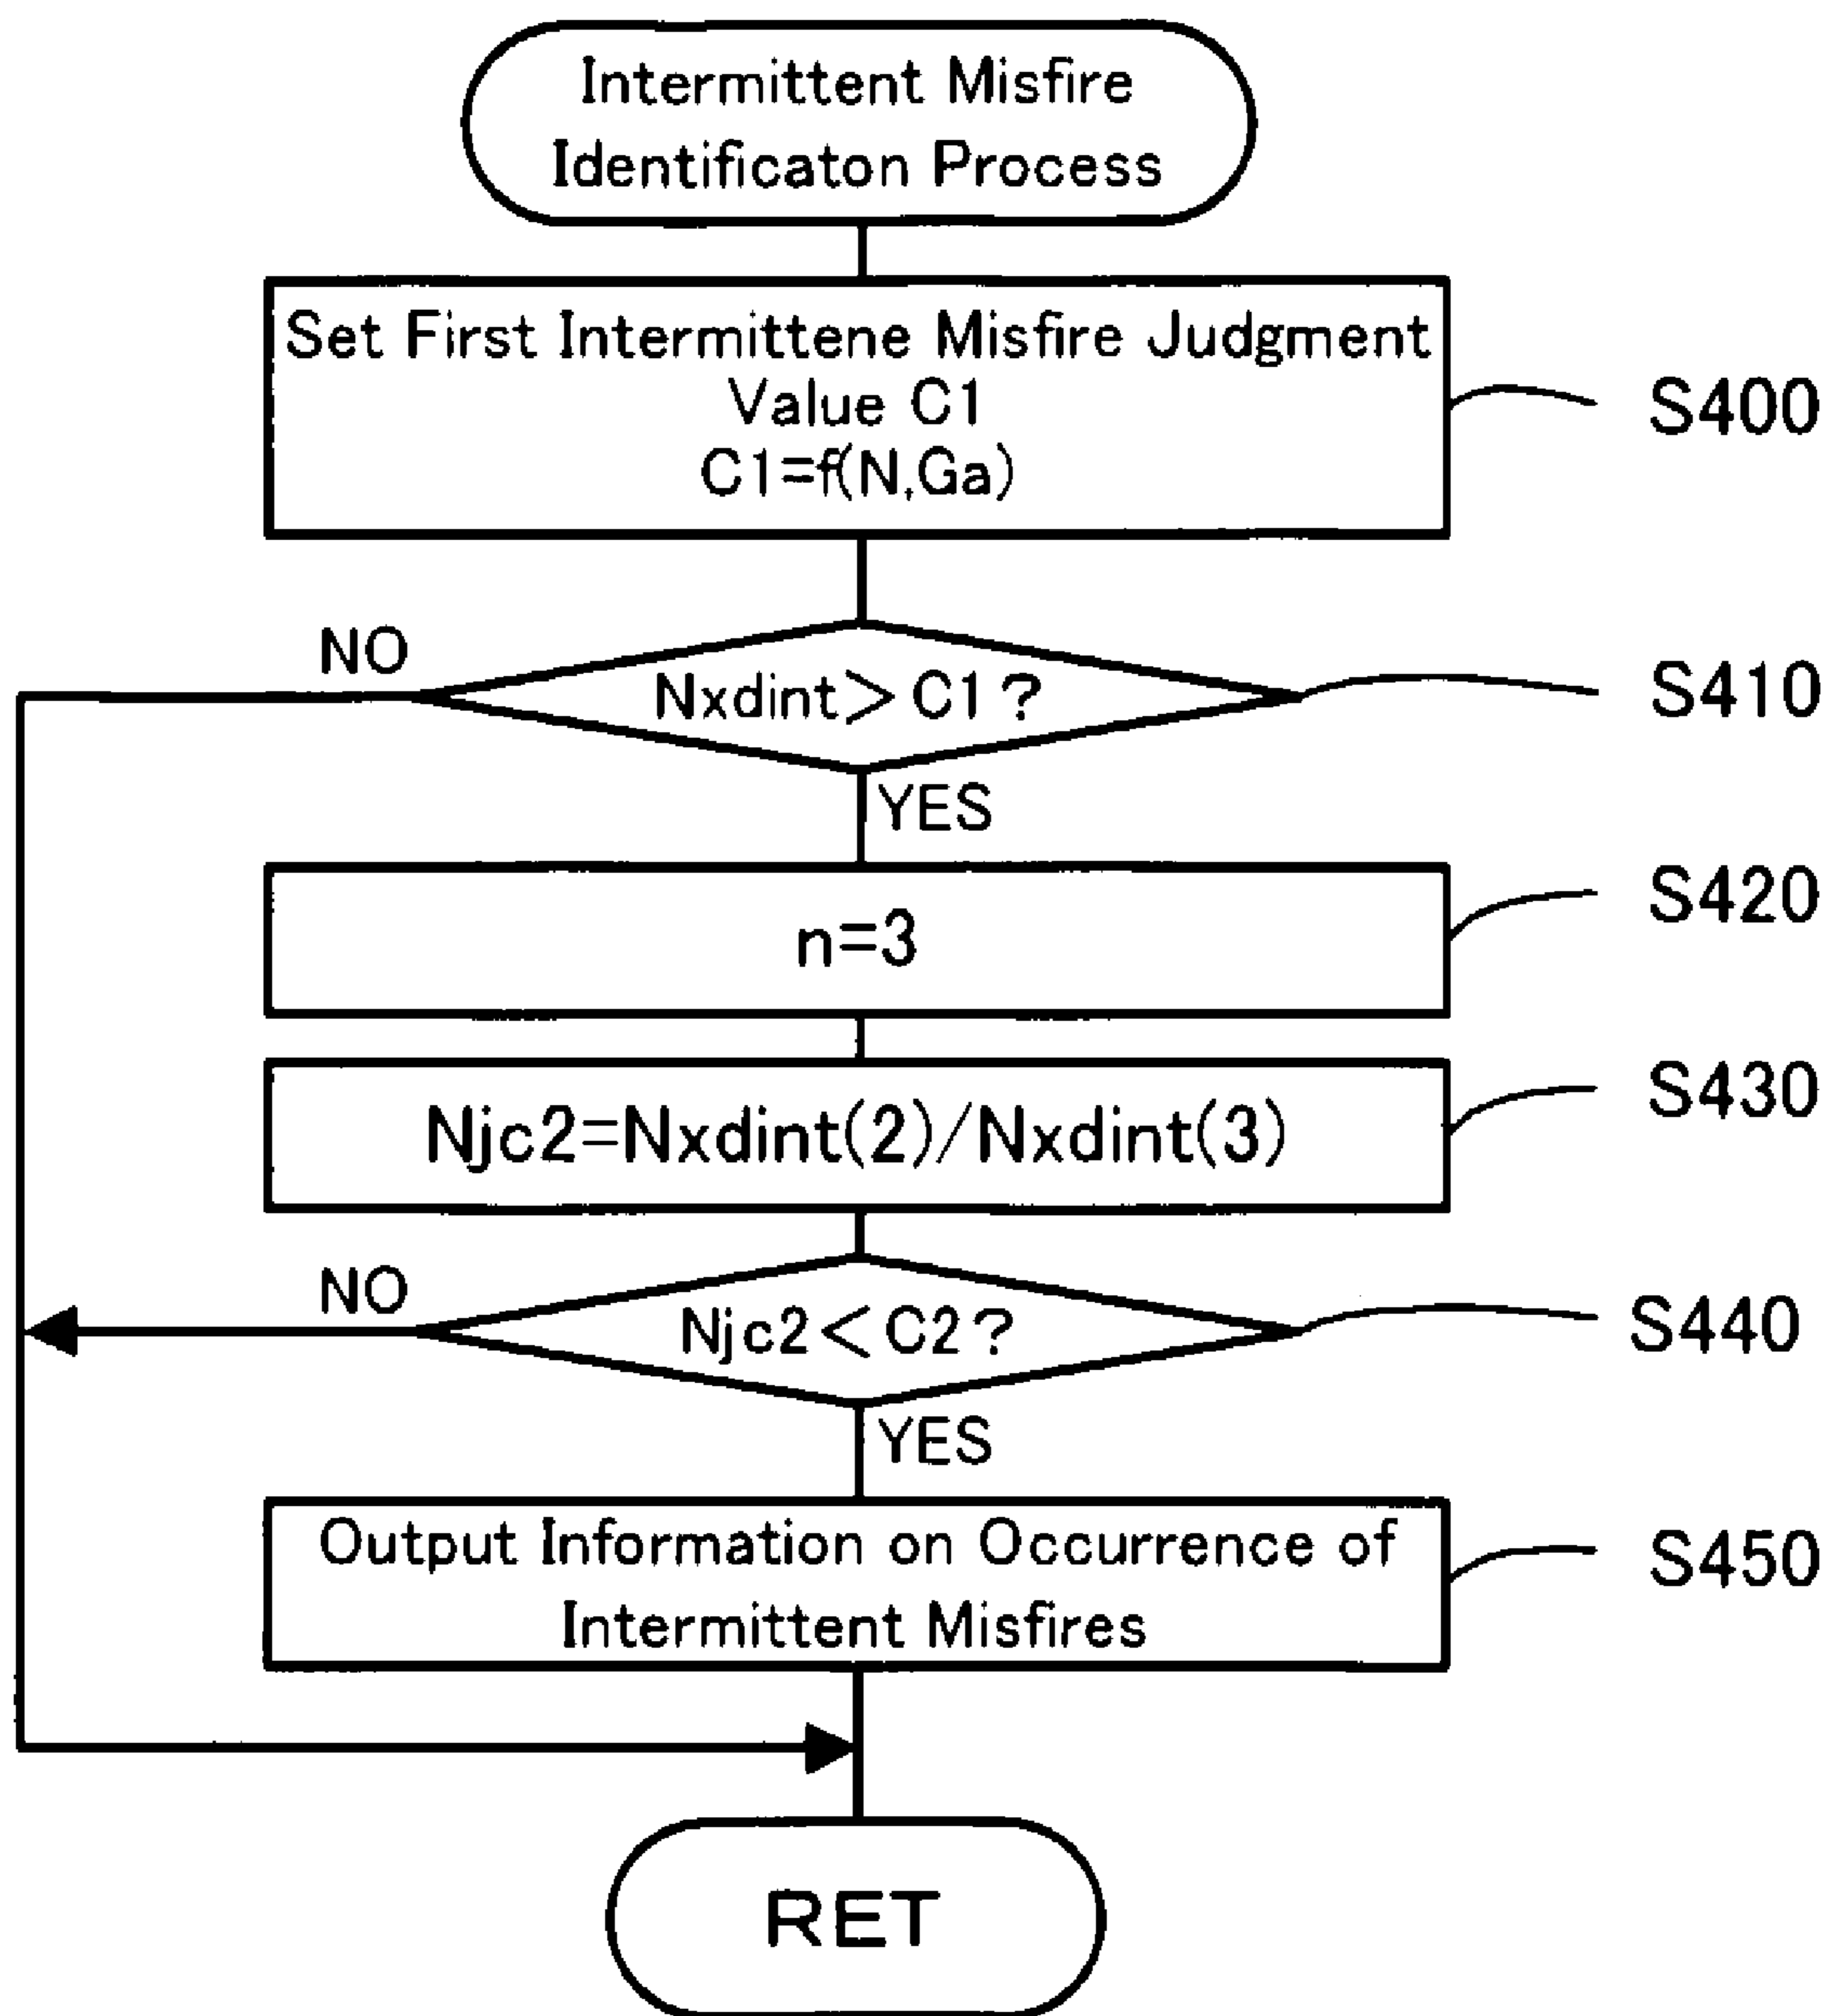 Intermittent Misfire
Identificaton Process
Set First Intermittene Misfire Judgment
Value C1
C1=f(N,Ga)
S400
NO
Nxdint＞C1?
S410
YES
n=3
S420
Njc2=Nxdint(2)/Nxdint(3)
S430
NO
Njc2＜C2?
S440
YES
Output Information on Occurrence of
Intermittent Misfires
S450
RET